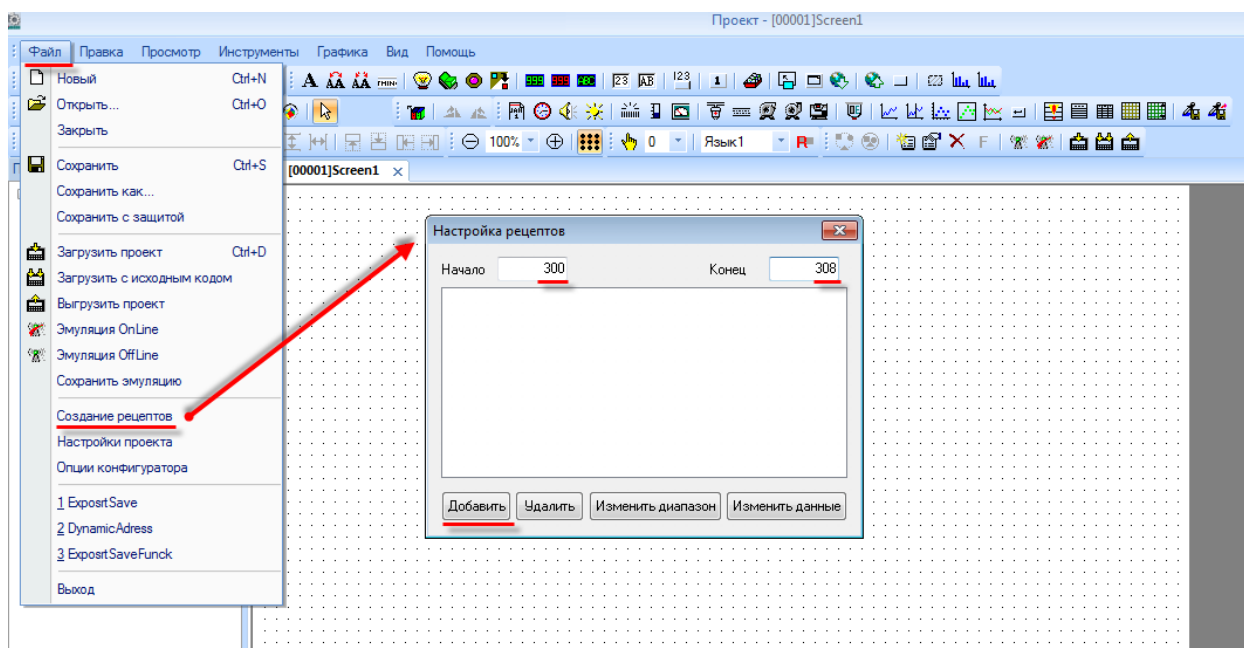 Проект - [00001]Screen1
Файл Правка Просмотр Инструменты Графика Вид Помощь
Новый Ctrl+N
Открыть... Ctrl+O
Закрыть
100% 0 Язык1
Сохранить Ctrl+S
[00001]Screen1 ×
Сохранить как...
Сохранить с защитой
Настройка рецептов
Загрузить проект Ctrl+D
Начало 300 Конец 308
Загрузить с исходным кодом
Выгрузить проект
Эмуляция OnLine
Эмуляция OffLine
Сохранить эмуляцию
Создание рецептов
Настройки проекта
Опции конфигуратора
1 ExposrtSave
Добавить Удалить Изменить диапазон Изменить данные
2 DynamicAdress
3 ExposrtSaveFunck
Выход